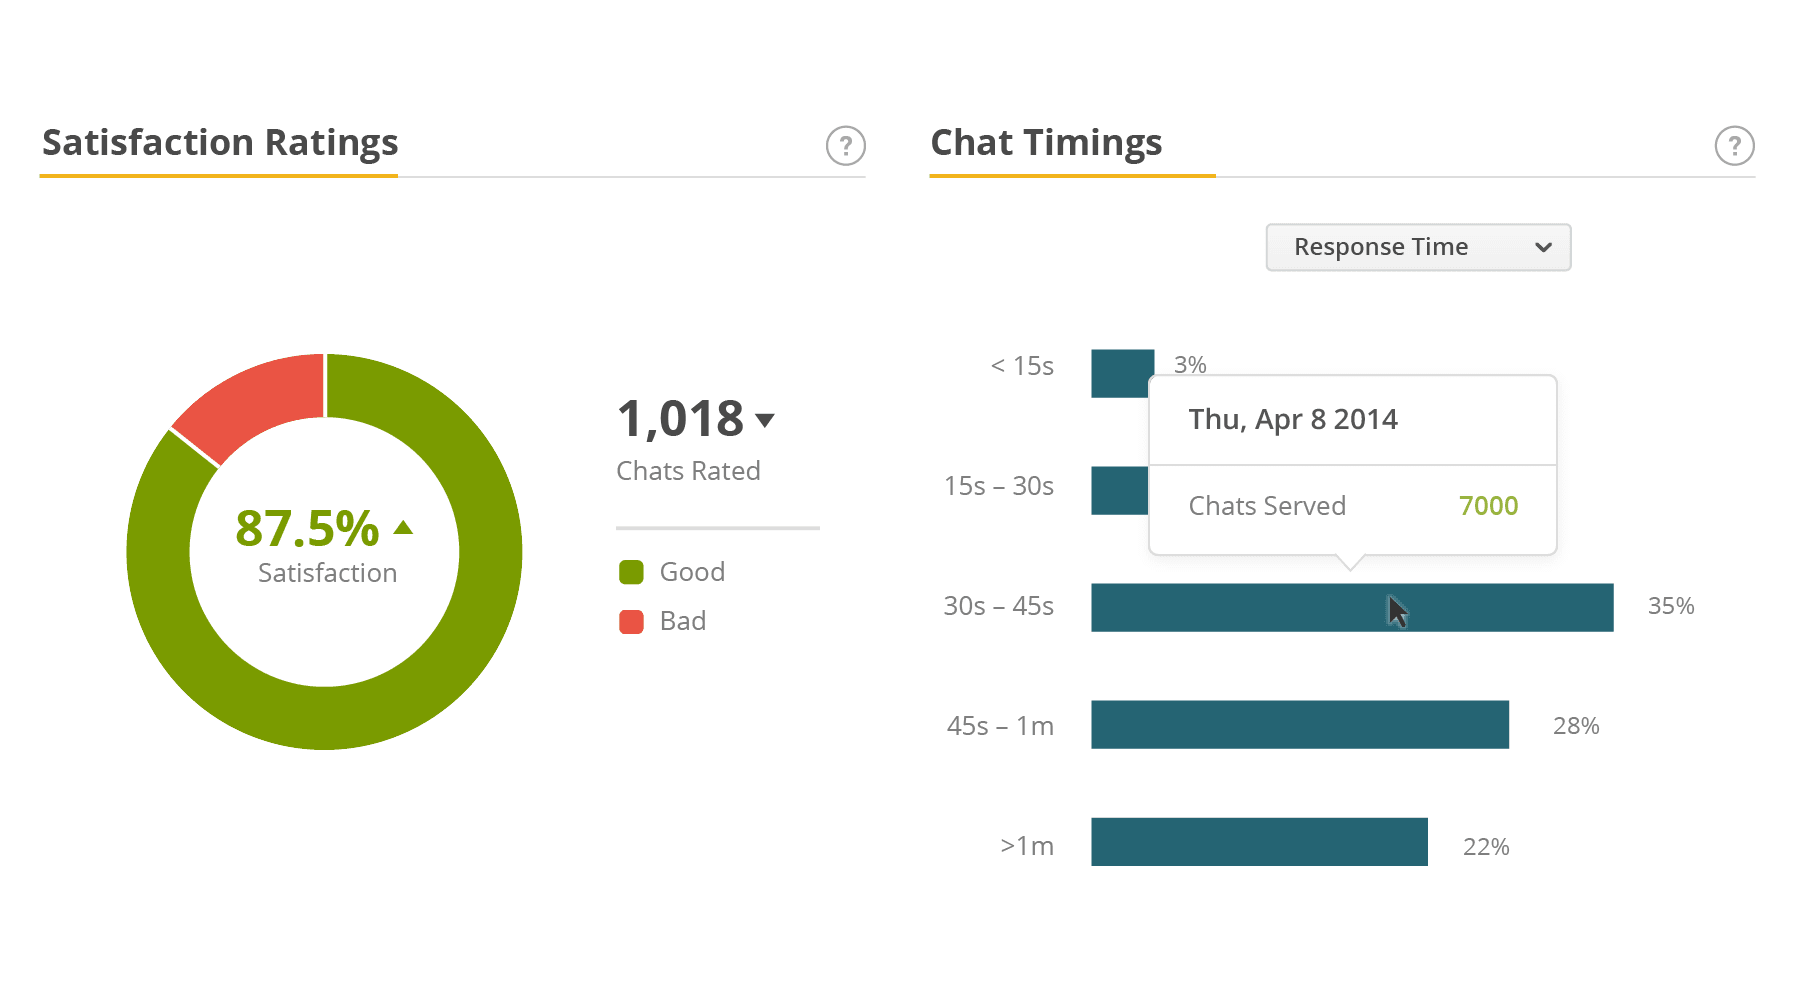 Satisfaction Ratings
?
87.5%
Satisfaction
1,018
Chats Rated
Good
Bad
Chat Timings
?
Response Time
< 15s
3%
Thu, Apr 8 2014
15s – 30s
Chats Served
7000
30s – 45s
35%
45s – 1m
28%
>1m
22%